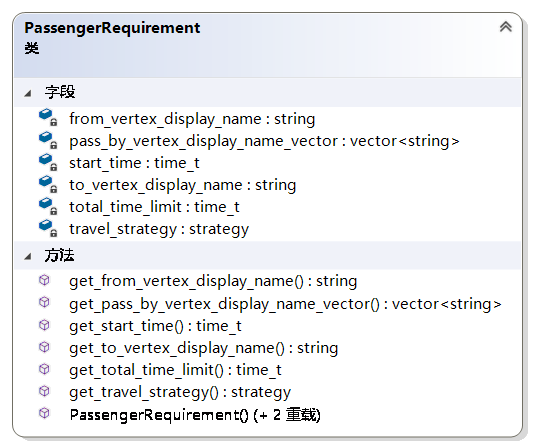 PassengerRequirement
类
字段
from_vertex_display_name : string
pass_by_vertex_display_name_vector : vector<string>
start_time : time_t
to_vertex_display_name : string
total_time_limit : time_t
travel_strategy : strategy
方法
get_from_vertex_display_name() : string
get_pass_by_vertex_display_name_vector() : vector<string>
get_start_time() : time_t
get_to_vertex_display_name() : string
get_total_time_limit() : time_t
get_travel_strategy() : strategy
PassengerRequirement() (+ 2 重载)